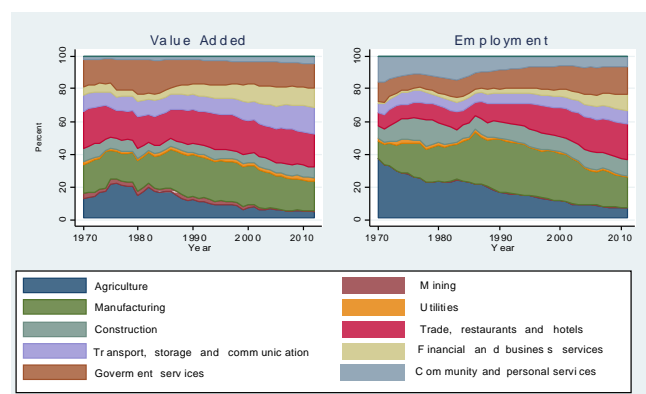 Value Added
Employment
Percent
0
20
40
60
80
100
1970
1980
1990
2000
2010
Year
0
20
40
60
80
100
1970
1980
1990
2000
2010
Year
Agriculture
Mining
Manufacturing
Utilities
Construction
Trade, restaurants and hotels
Transport, storage and communication
Financial and business services
Goverment services
Community and personal services